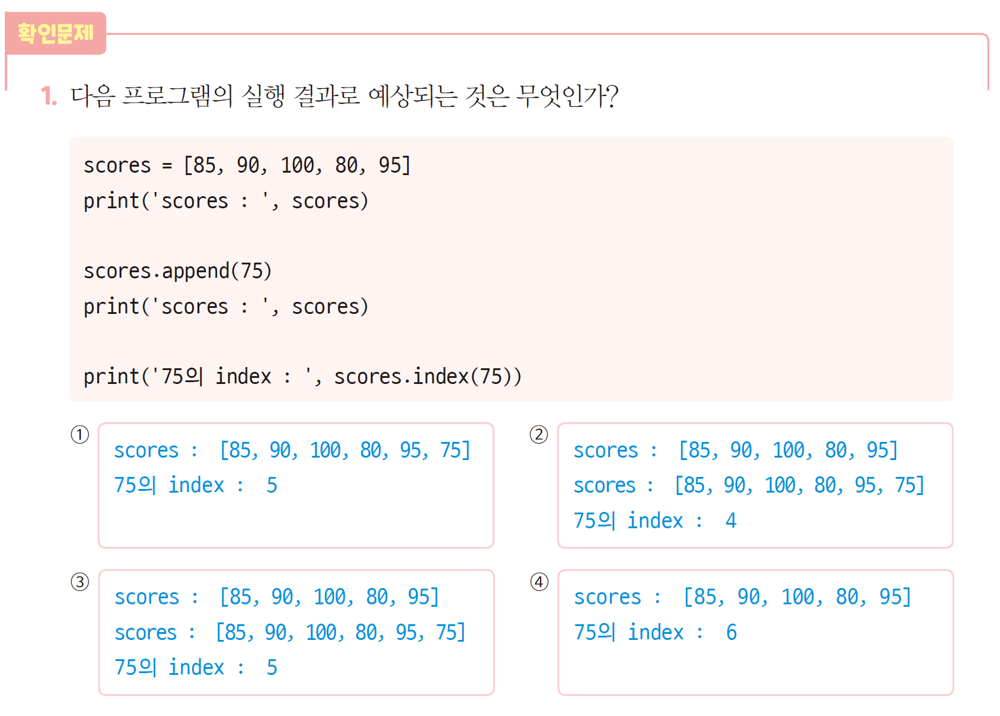 확인문제
1. 다음 프로그램의 실행 결과로 예상되는 것은 무엇인가?
scores = [85, 90, 100, 80, 95]
print('scores : ', scores)
scores.append(75)
print('scores : ', scores)
print('75의 index : ', scores.index(75))
①
scores :  [85, 90, 100, 80, 95, 75]
75의 index :  5
②
scores :  [85, 90, 100, 80, 95]
scores :  [85, 90, 100, 80, 95, 75]
75의 index :  4
③
scores :  [85, 90, 100, 80, 95]
scores :  [85, 90, 100, 80, 95, 75]
75의 index :  5
④
scores :  [85, 90, 100, 80, 95]
75의 index :  6